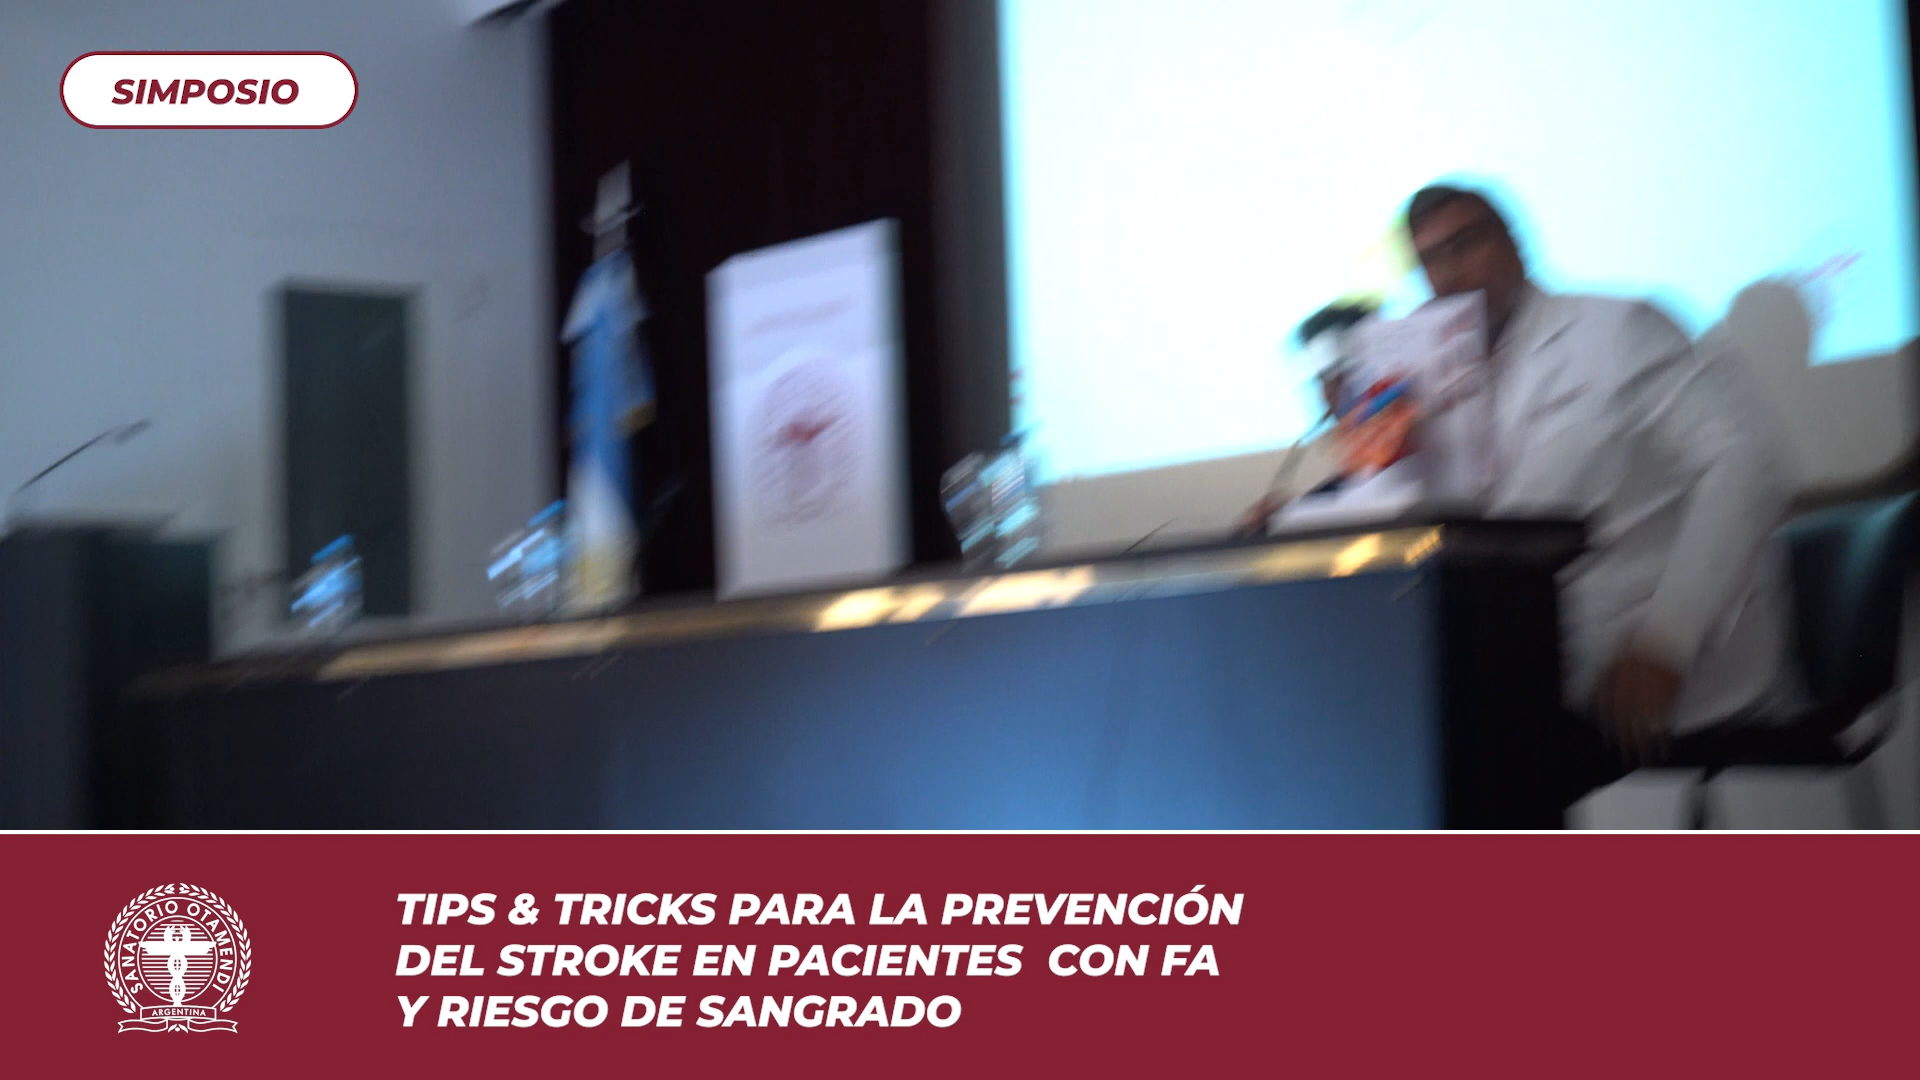 SIMPOSIO
TIPS & TRICKS PARA LA PREVENCIÓN
DEL STROKE EN PACIENTES CON FA
Y RIESGO DE SANGRADO
SANATORIO OTAMENDI
ARGENTINA